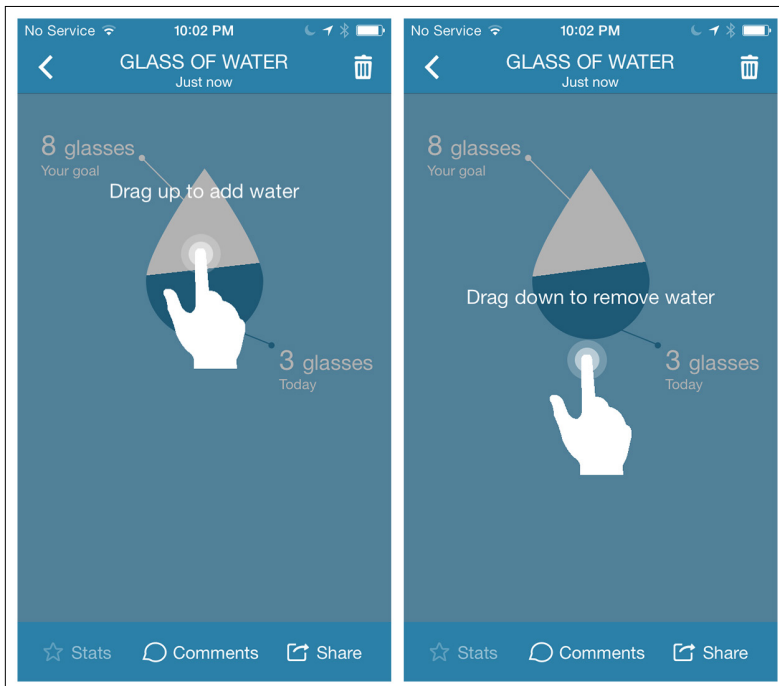 No Service 10:02 PM
GLASS OF WATER
Just now
8 glasses
Your goal
Drag up to add water
3 glasses
Today
Stats Comments Share
No Service 10:02 PM
GLASS OF WATER
Just now
8 glasses
Your goal
Drag down to remove water
3 glasses
Today
Stats Comments Share